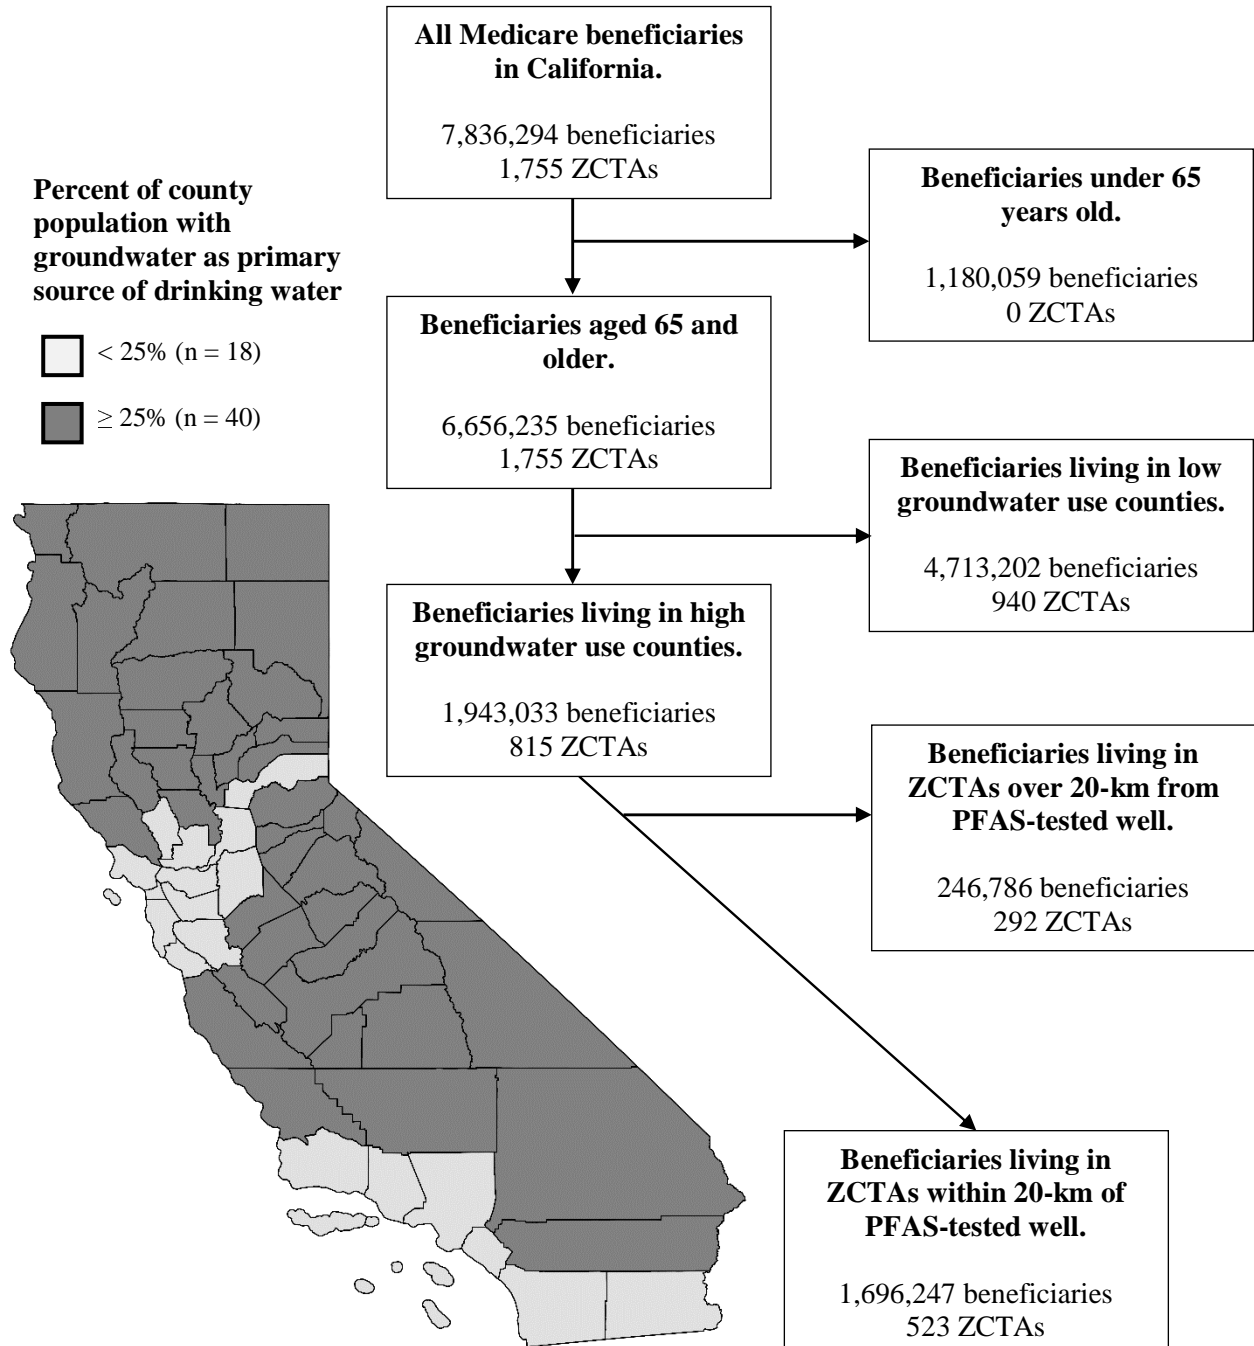 All Medicare beneficiaries
in California.
7,836,294 beneficiaries
1,755 ZCTAs
Beneficiaries under 65
years old.
1,180,059 beneficiaries
0 ZCTAs
Percent of county
population with
groundwater as primary
source of drinking water
< 25% (n = 18)
≥ 25% (n = 40)
Beneficiaries aged 65 and
older.
6,656,235 beneficiaries
1,755 ZCTAs
Beneficiaries living in low
groundwater use counties.
4,713,202 beneficiaries
940 ZCTAs
Beneficiaries living in high
groundwater use counties.
1,943,033 beneficiaries
815 ZCTAs
Beneficiaries living in
ZCTAs over 20-km from
PFAS-tested well.
246,786 beneficiaries
292 ZCTAs
Beneficiaries living in
ZCTAs within 20-km of
PFAS-tested well.
1,696,247 beneficiaries
523 ZCTAs